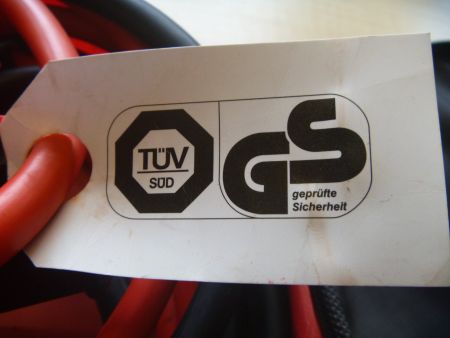 TÜV
SÜD
GS
geprüfte
Sicherheit